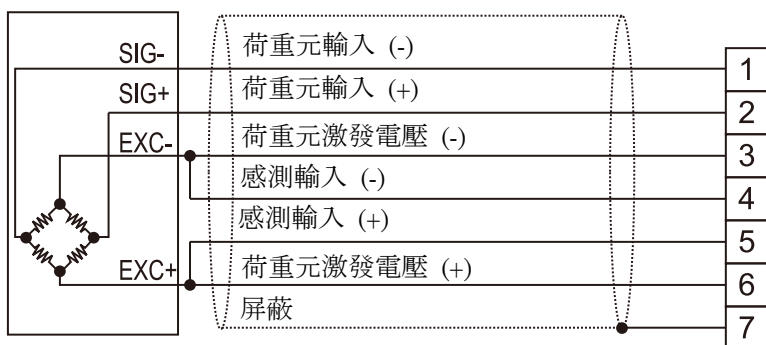 SIG- 荷重元輸入 (-) 1
SIG+ 荷重元輸入 (+) 2
EXC- 荷重元激發電壓 (-) 3
感測輸入 (-) 4
感測輸入 (+) 5
EXC+ 荷重元激發電壓 (+) 6
屏蔽 7